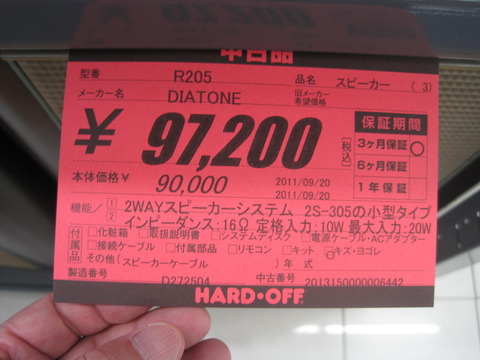 中古品
型番 R205 品名 スピーカー (3)
メーカー名 DIATONE 旧メーカー希望価格
¥97,200 [税込]
保証期間
3ヶ月保証 ○
6ヶ月保証
1年保証
本体価格¥ 90,000 2011/09/20 2011/09/20
機能/ 1 2WAYスピーカーシステム 2S-305の小型タイプ
2 インピーダンス:16Ω 定格入力:10W 最大入力:20W
付属品 □化粧箱 □取扱説明書 □システムディスク □電源ケーブル・ACアダプター
□接続ケーブル □付属部品 □リモコン □キット □キズ・ヨゴレ
その他(スピーカーケーブル )年式
製造番号 D272504 中古番号 2013150000006442
HARD・OFF